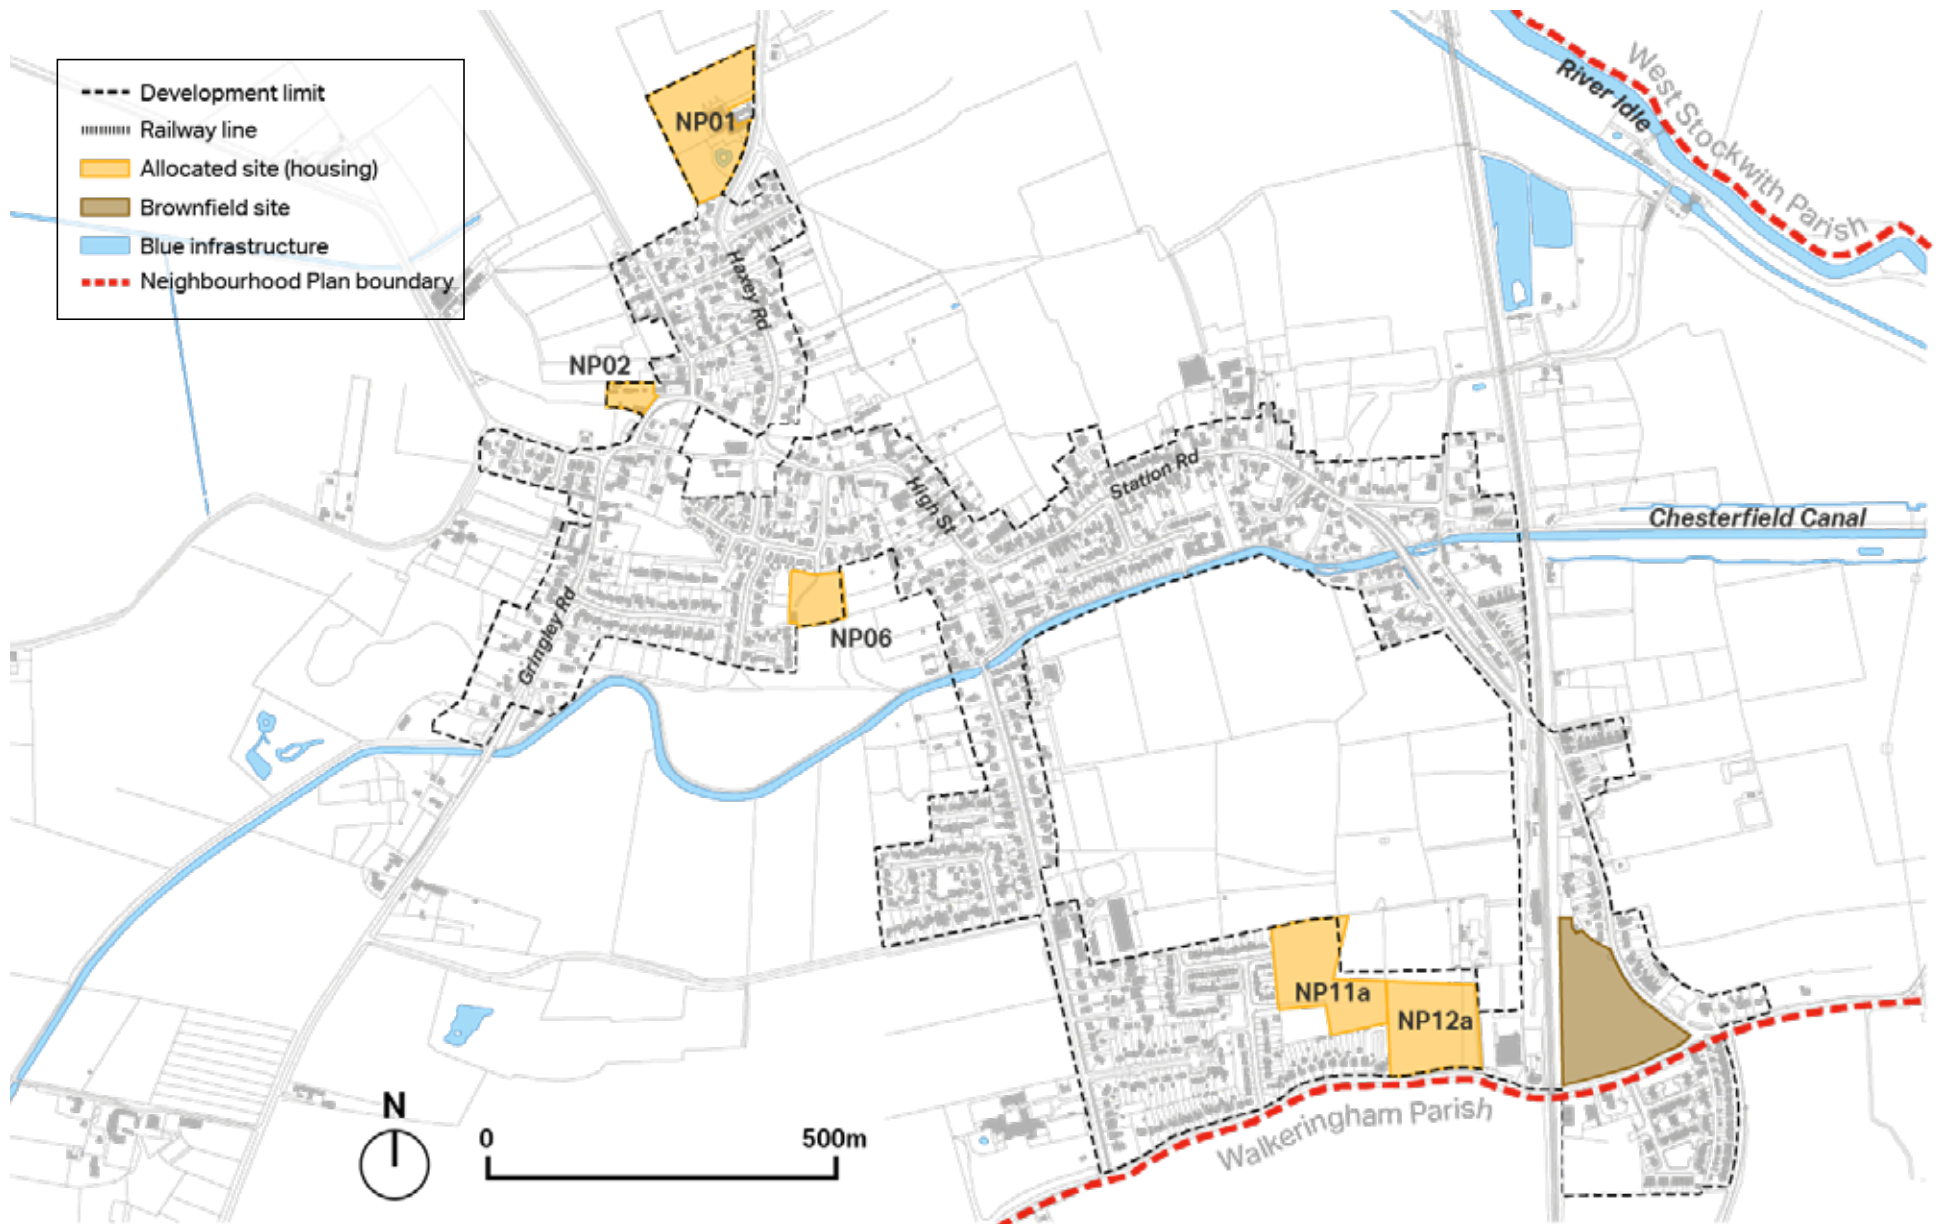 Development limit
Railway line
Allocated site (housing)
Brownfield site
Blue infrastructure
Neighbourhood Plan boundary
NP01
River Idle
West Stockwith Parish
Haxey Rd
NP02
Station Rd
High St
Chesterfield Canal
Gringley Rd
NP06
NP11a
NP12a
Walkeringham Parish
N
0 500m